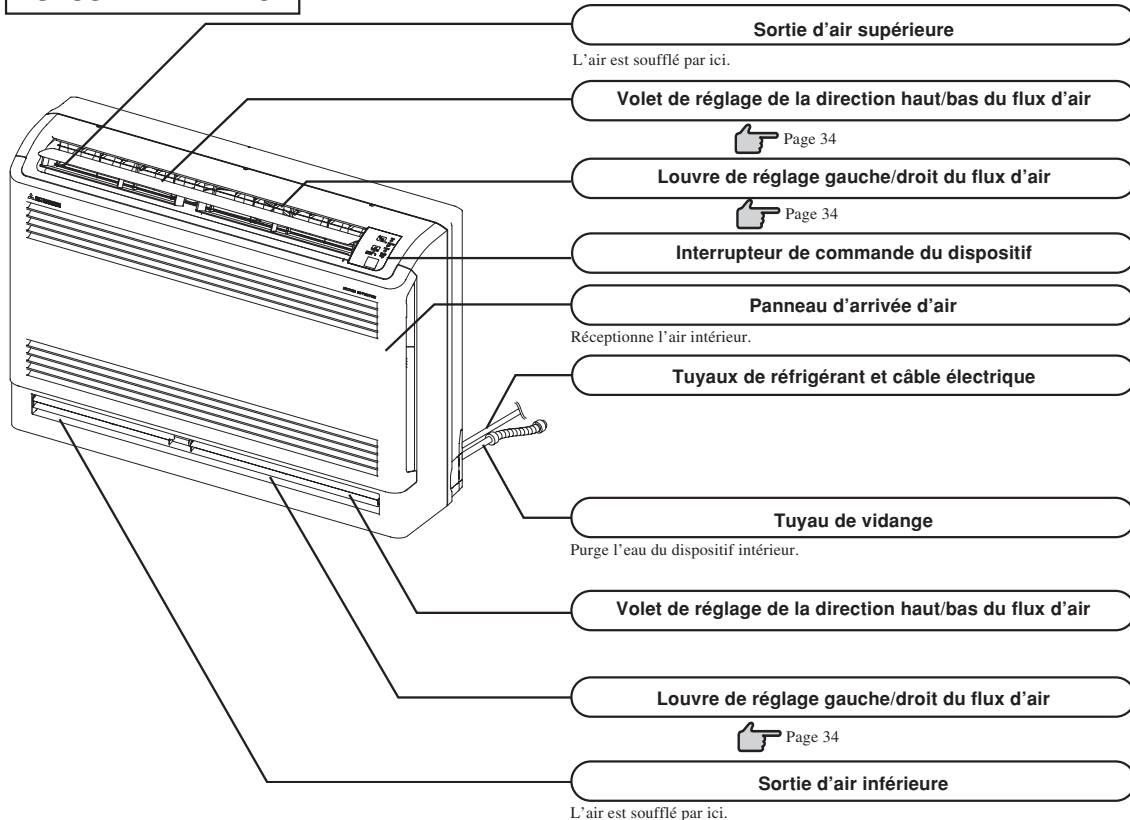 Sortie d'air supérieure
L'air est soufflé par ici.
Volet de réglage de la direction haut/bas du flux d'air
Page 34
Louvre de réglage gauche/droit du flux d'air
Page 34
Interrupteur de commande du dispositif
Panneau d'arrivée d'air
Réceptionne l'air intérieur.
Tuyaux de réfrigérant et câble électrique
Tuyau de vidange
Purge l'eau du dispositif intérieur.
Volet de réglage de la direction haut/bas du flux d'air
Louvre de réglage gauche/droit du flux d'air
Page 34
Sortie d'air inférieure
L'air est soufflé par ici.